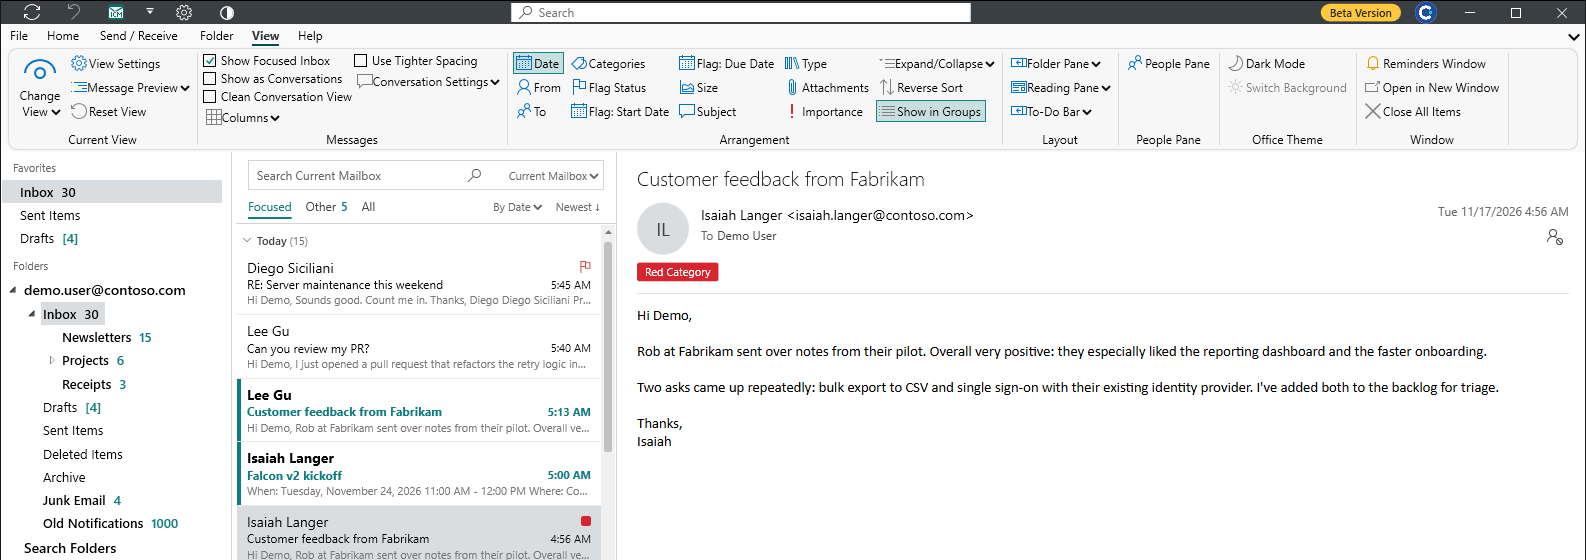 LCM
Search
Beta Version
File Home Send / Receive Folder View Help
Change View
View Settings
Message Preview
Reset View
Current View
Show Focused Inbox
Show as Conversations
Clean Conversation View
Columns
Use Tighter Spacing
Conversation Settings
Messages
Date
From
To
Categories
Flag Status
Flag: Start Date
Flag: Due Date
Size
Subject
Type
Attachments
Importance
Expand/Collapse
Reverse Sort
Show in Groups
Arrangement
Folder Pane
Reading Pane
To-Do Bar
Layout
People Pane
People Pane
Dark Mode
Switch Background
Office Theme
Reminders Window
Open in New Window
Close All Items
Window
Favorites
Inbox 30
Sent Items
Drafts [4]
Folders
demo.user@contoso.com
Inbox 30
Newsletters 15
Projects 6
Receipts 3
Drafts [4]
Sent Items
Deleted Items
Archive
Junk Email 4
Old Notifications 1000
Search Folders
Search Current Mailbox Current Mailbox
Focused Other 5 All By Date Newest ↓
Today (15)
Diego Siciliani
RE: Server maintenance this weekend 5:45 AM
Hi Demo, Sounds good. Count me in. Thanks, Diego Diego Siciliani Pr...
Lee Gu
Can you review my PR? 5:40 AM
Hi Demo, I just opened a pull request that refactors the retry logic in...
Lee Gu
Customer feedback from Fabrikam 5:13 AM
Hi Demo, Rob at Fabrikam sent over notes from their pilot. Overall ve...
Isaiah Langer
Falcon v2 kickoff 5:00 AM
When: Tuesday, November 24, 2026 11:00 AM - 12:00 PM Where: Co...
Isaiah Langer
Customer feedback from Fabrikam 4:56 AM
Hi Demo, Rob at Fabrikam sent over notes from their pilot. Overall ve...
Customer feedback from Fabrikam
IL
Isaiah Langer <isaiah.langer@contoso.com>
To Demo User
Tue 11/17/2026 4:56 AM
Red Category
Hi Demo,
Rob at Fabrikam sent over notes from their pilot. Overall very positive: they especially liked the reporting dashboard and the faster onboarding.
Two asks came up repeatedly: bulk export to CSV and single sign-on with their existing identity provider. I've added both to the backlog for triage.
Thanks,
Isaiah